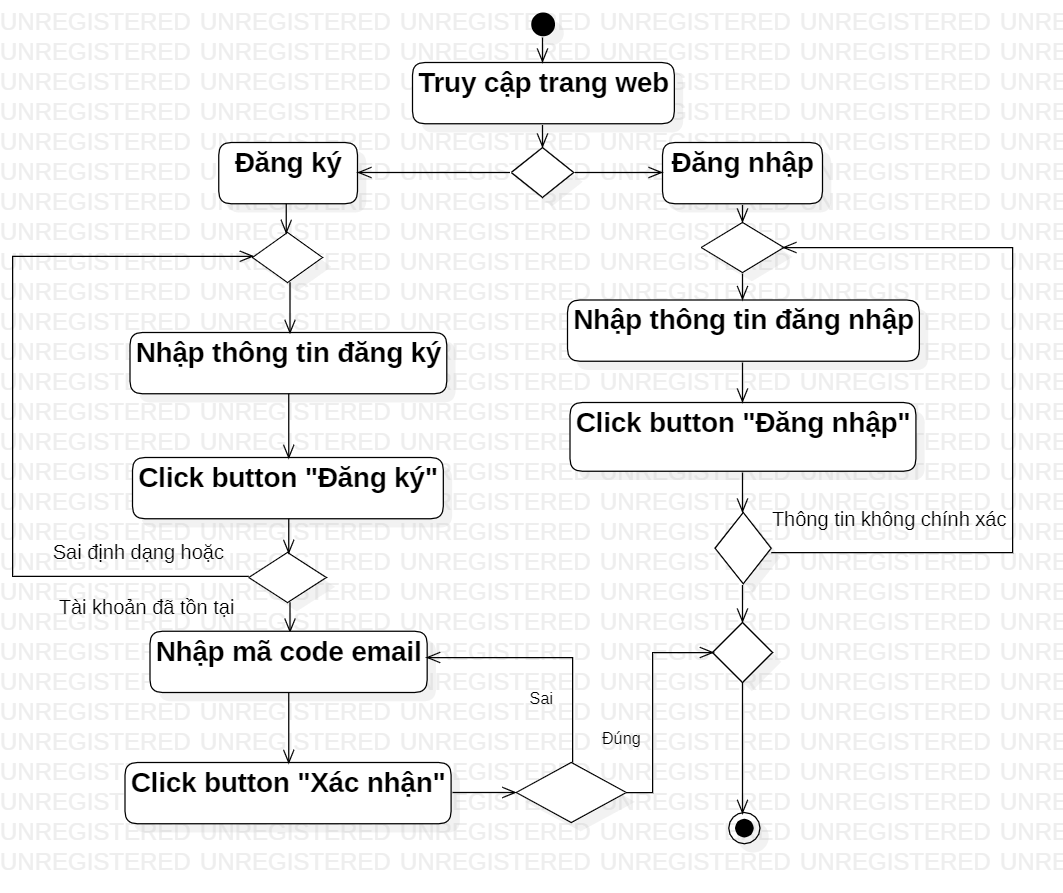 Truy cập trang web
Đăng ký
Đăng nhập
Nhập thông tin đăng ký
Nhập thông tin đăng nhập
Click button "Đăng ký"
Click button "Đăng nhập"
Thông tin không chính xác
Sai định dạng hoặc
Tài khoản đã tồn tại
Nhập mã code email
Sai
Đúng
Click button "Xác nhận"
UNREGISTERED